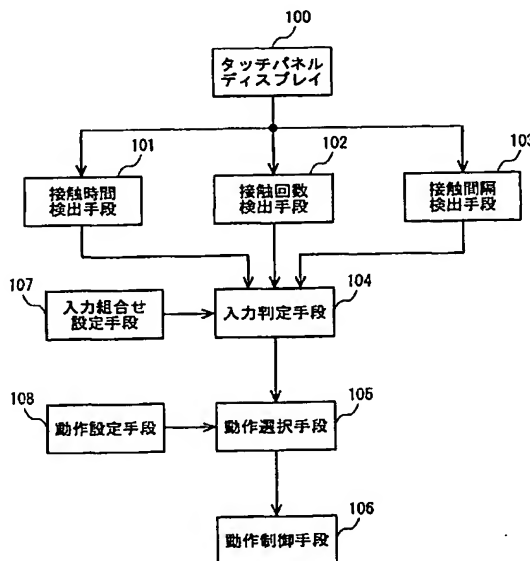 100
タッチパネル
ディスプレイ
101
102
103
接触時間
検出手段
接触回数
検出手段
接触間隔
検出手段
107
104
入力組合せ
設定手段
入力判定手段
108
105
動作設定手段
動作選択手段
106
動作制御手段